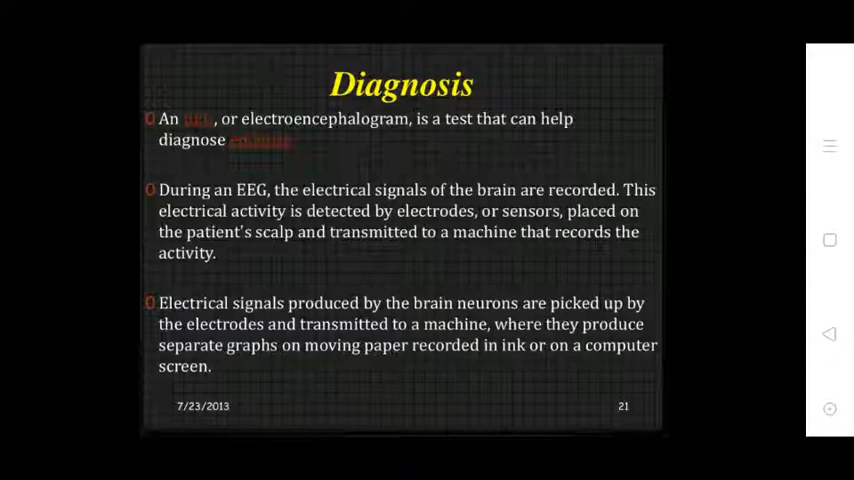 Diagnosis
An EEG, or electroencephalogram, is a test that can help
diagnose
During an EEG, the electrical signals of the brain are recorded. This
electrical activity is detected by electrodes, or sensors, placed on
the patient's scalp and transmitted to a machine that records the
activity.
Electrical signals produced by the brain neurons are picked up by
the electrodes and transmitted to a machine, where they produce
separate graphs on moving paper recorded in ink or on a computer
screen.
7/23/2013
21